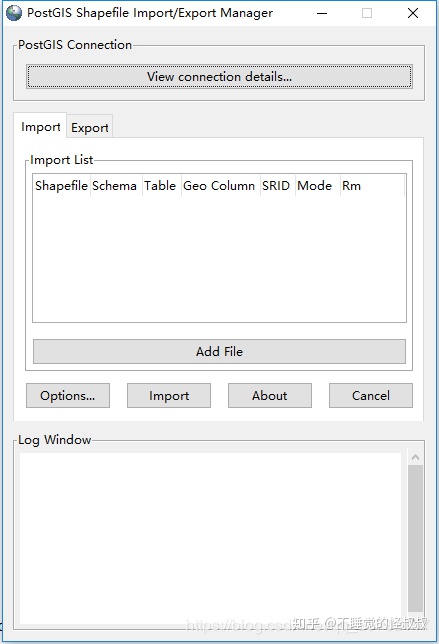 PostGIS Shapefile Import/Export Manager
PostGIS Connection
View connection details...
Import Export
Import List
Shapefile Schema Table Geo Column SRID Mode Rm
Add File
Options... Import About Cancel
Log Window
https://blog.csd
知乎 @不睡觉的怪叔叔